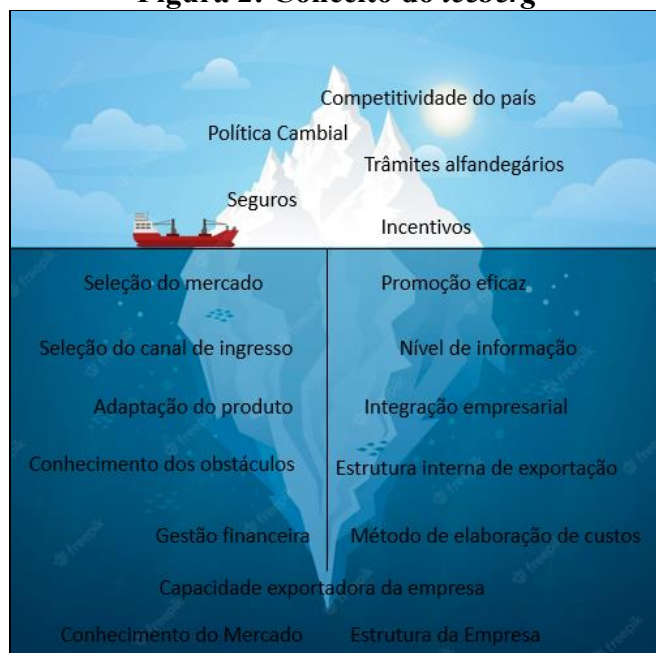 Figura 2: Conceito do iceberg
Competitividade do país
Política Cambial
Trâmites alfandegários
Seguros
Incentivos
Seleção do mercado
Promoção eficaz
Seleção do canal de ingresso
Nível de informação
Adaptação do produto
Integração empresarial
Conhecimento dos obstáculos
Estrutura interna de exportação
Gestão financeira
Método de elaboração de custos
Capacidade exportadora da empresa
Conhecimento do Mercado
Estrutura da Empresa